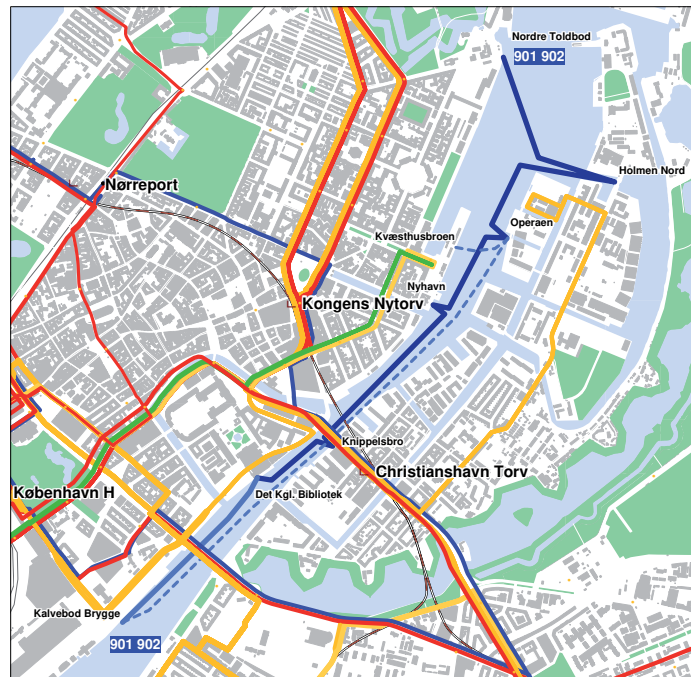 Nordre Toldbod
901 902
Holmen Nord
Nørreport
Operaen
Kvæsthusbroen
Nyhavn
Kongens Nytorv
Knippelsbro
Christianshavn Torv
København H
Det Kgl. Bibliotek
Kalvebod Brygge
901 902